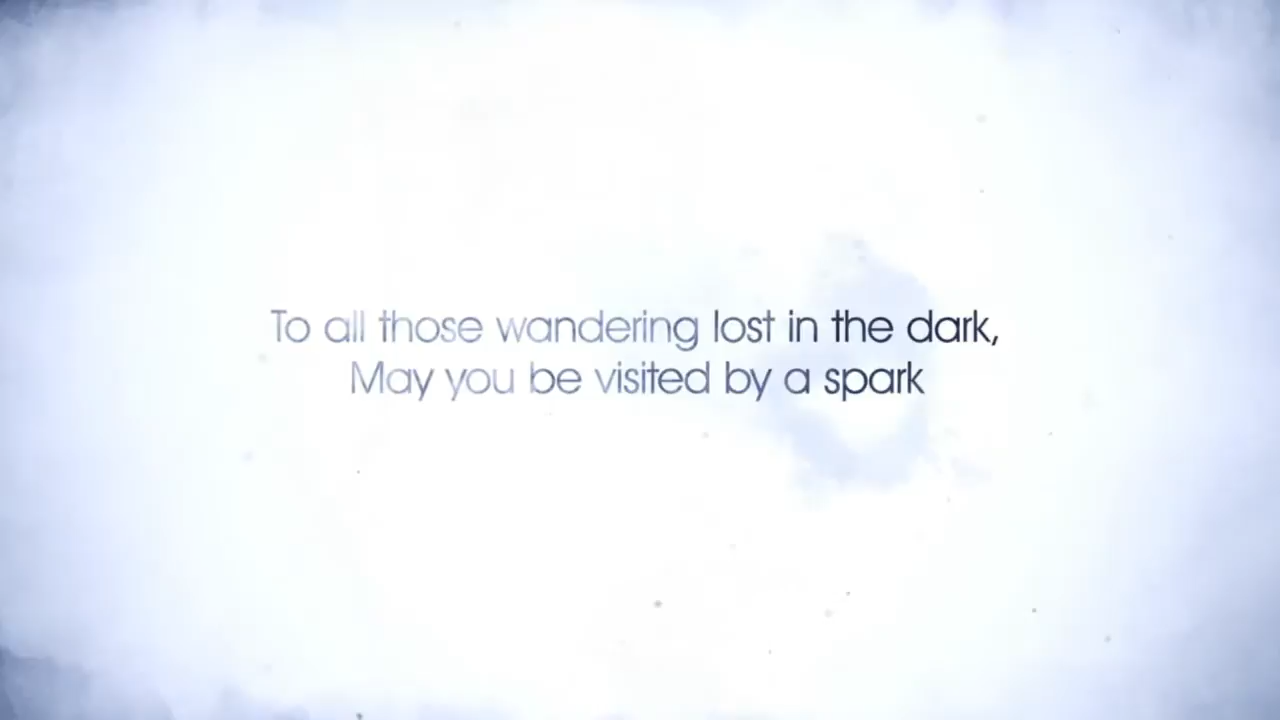 To all those wandering lost in the dark,
May you be visited by a spark